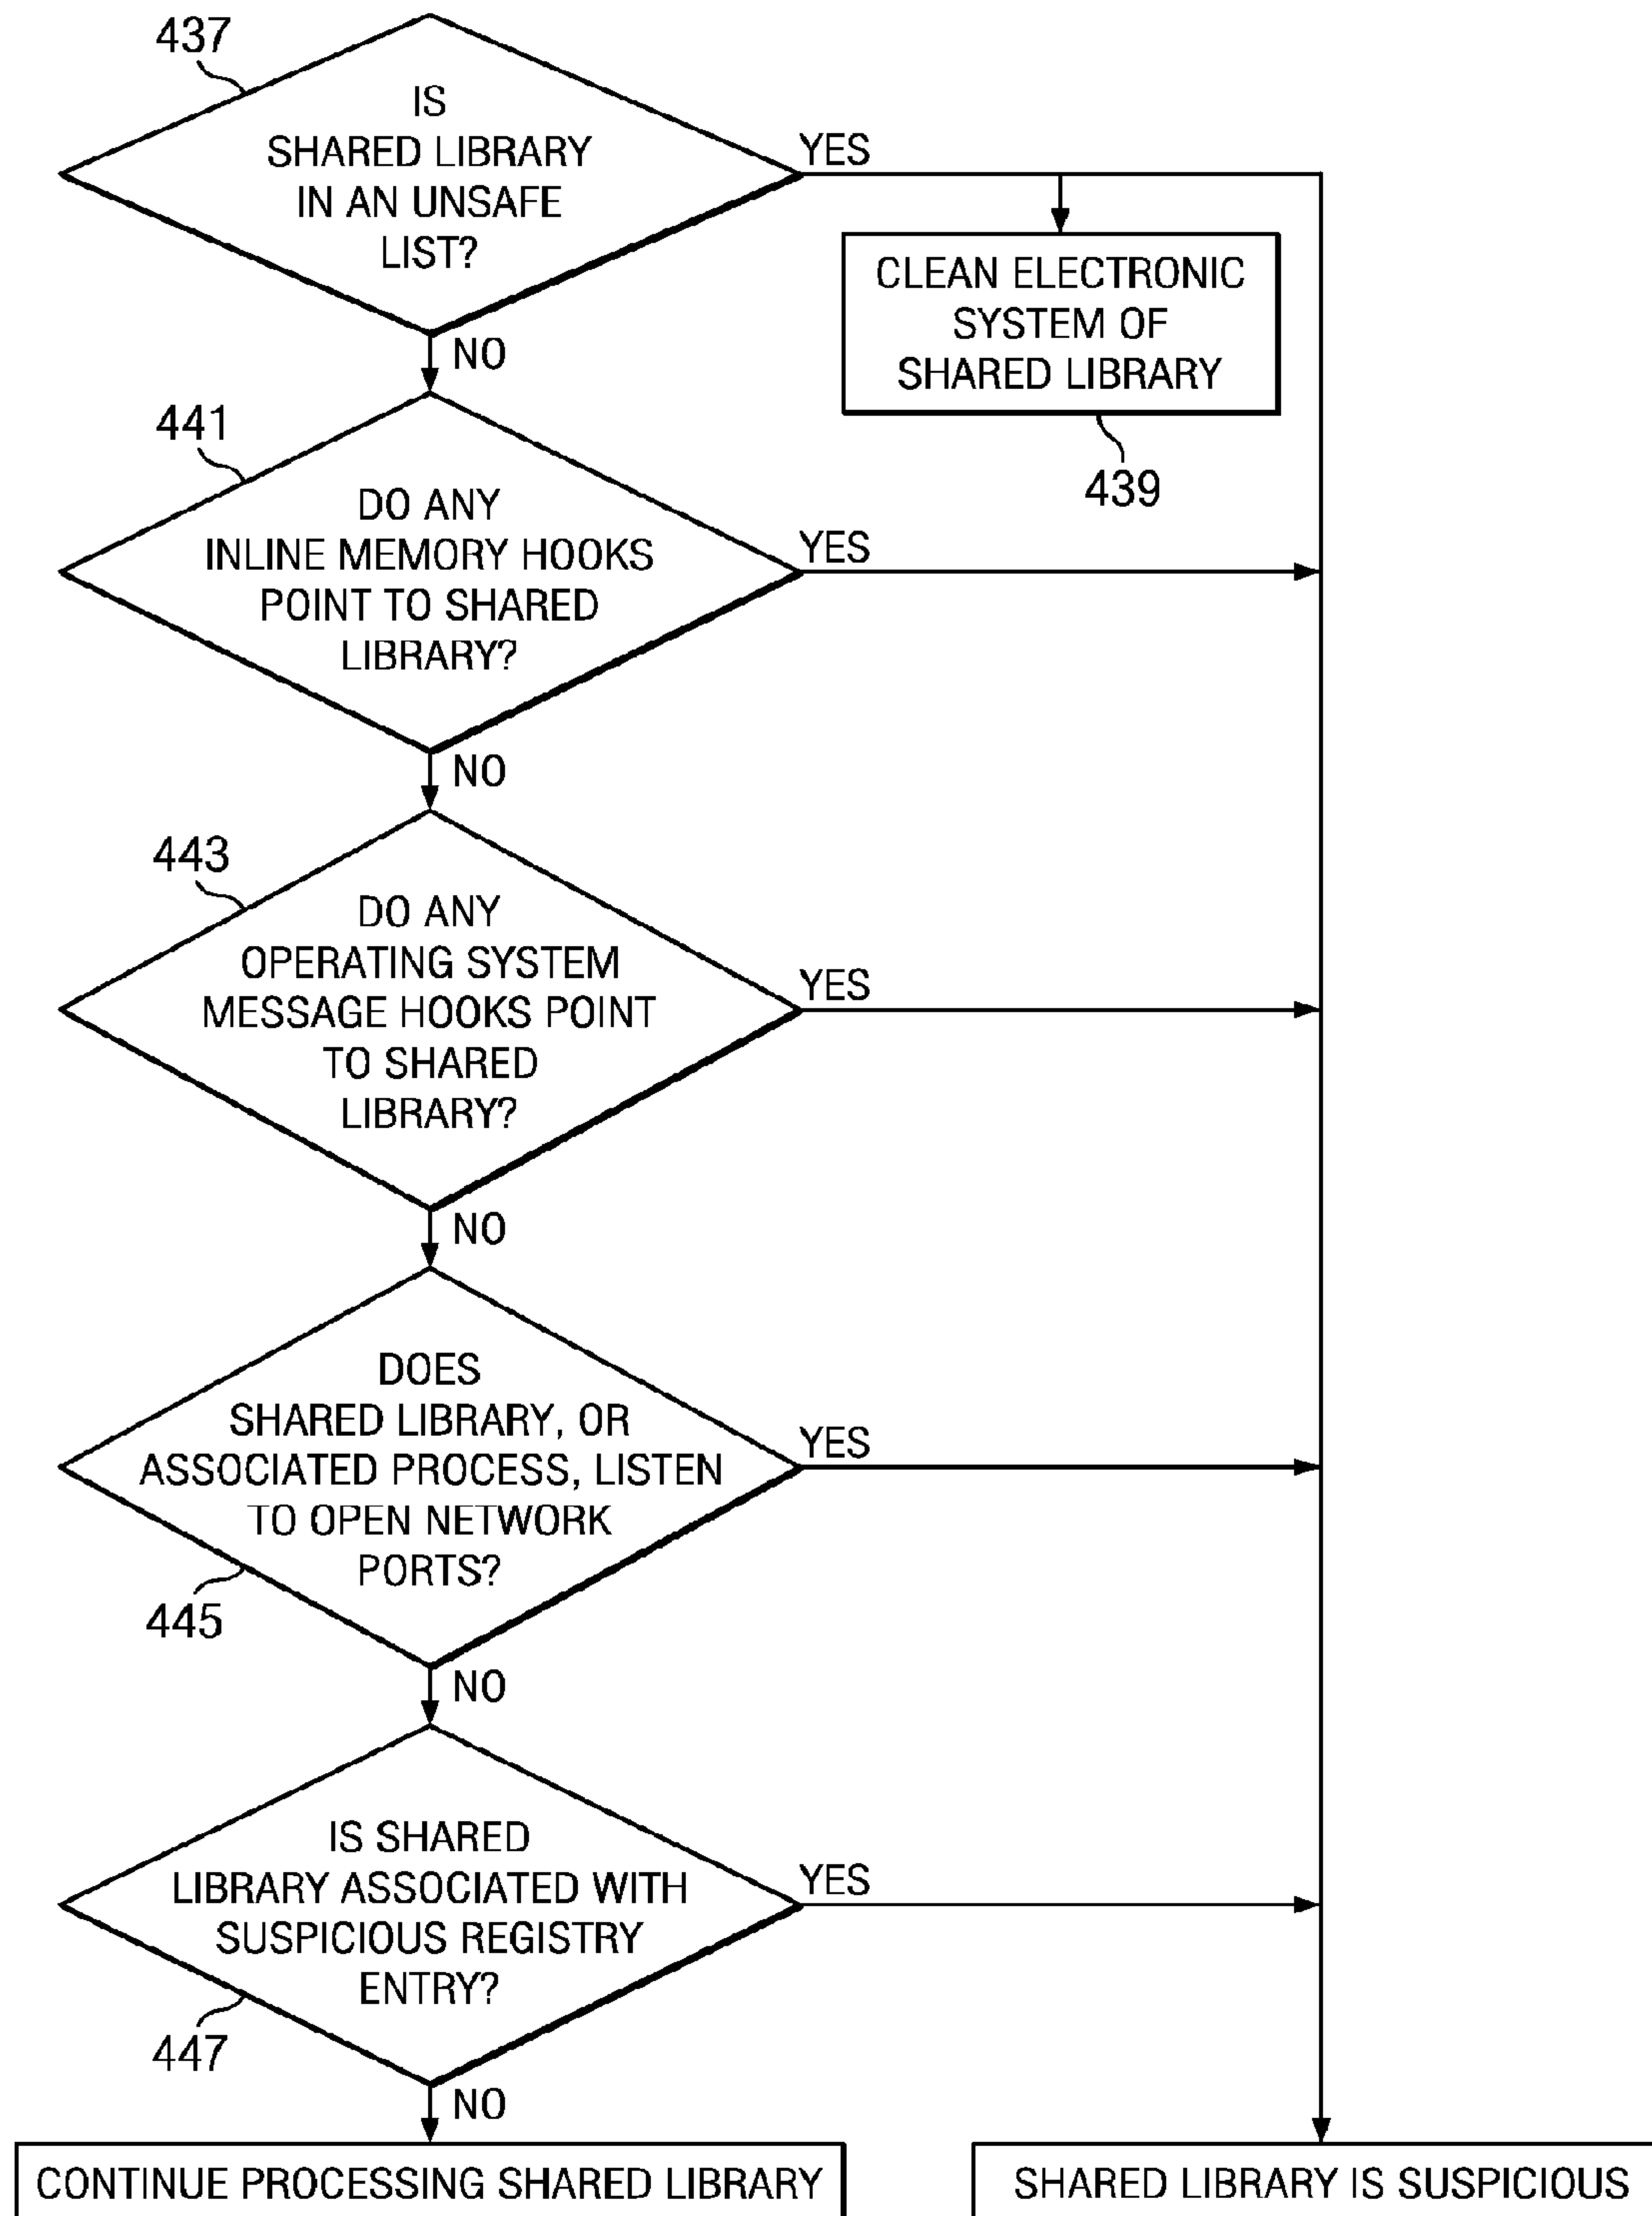 437
IS
SHARED LIBRARY
IN AN UNSAFE
LIST?
YES
NO
CLEAN ELECTRONIC
SYSTEM OF
SHARED LIBRARY
439
441
DO ANY
INLINE MEMORY HOOKS
POINT TO SHARED
LIBRARY?
YES
NO
443
DO ANY
OPERATING SYSTEM
MESSAGE HOOKS POINT
TO SHARED
LIBRARY?
YES
NO
DOES
SHARED LIBRARY, OR
ASSOCIATED PROCESS, LISTEN
TO OPEN NETWORK
PORTS?
YES
445
NO
IS SHARED
LIBRARY ASSOCIATED WITH
SUSPICIOUS REGISTRY
ENTRY?
YES
447
NO
CONTINUE PROCESSING SHARED LIBRARY
SHARED LIBRARY IS SUSPICIOUS